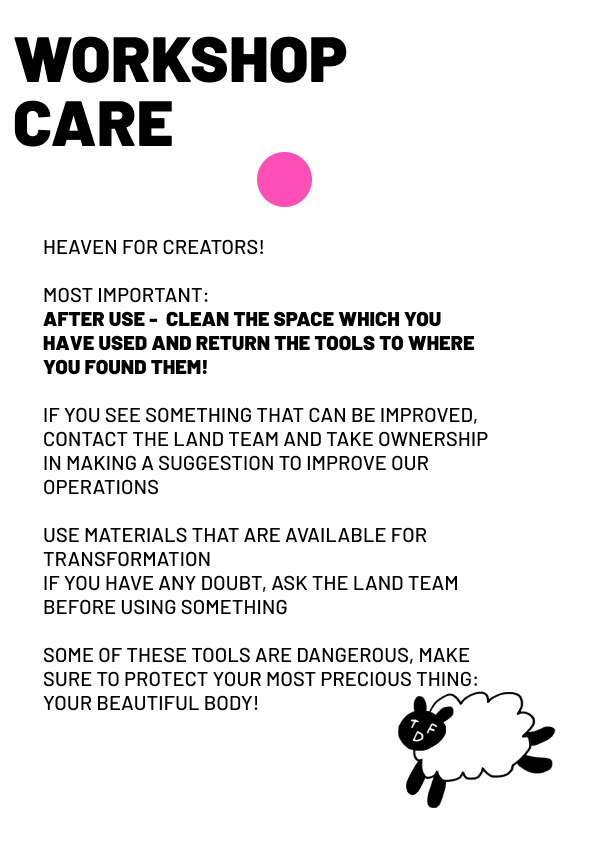 WORKSHOP
CARE
HEAVEN FOR CREATORS!
MOST IMPORTANT:
AFTER USE - CLEAN THE SPACE WHICH YOU
HAVE USED AND RETURN THE TOOLS TO WHERE
YOU FOUND THEM!
IF YOU SEE SOMETHING THAT CAN BE IMPROVED,
CONTACT THE LAND TEAM AND TAKE OWNERSHIP
IN MAKING A SUGGESTION TO IMPROVE OUR
OPERATIONS
USE MATERIALS THAT ARE AVAILABLE FOR
TRANSFORMATION
IF YOU HAVE ANY DOUBT, ASK THE LAND TEAM
BEFORE USING SOMETHING
SOME OF THESE TOOLS ARE DANGEROUS, MAKE
SURE TO PROTECT YOUR MOST PRECIOUS THING:
YOUR BEAUTIFUL BODY!
T F
D